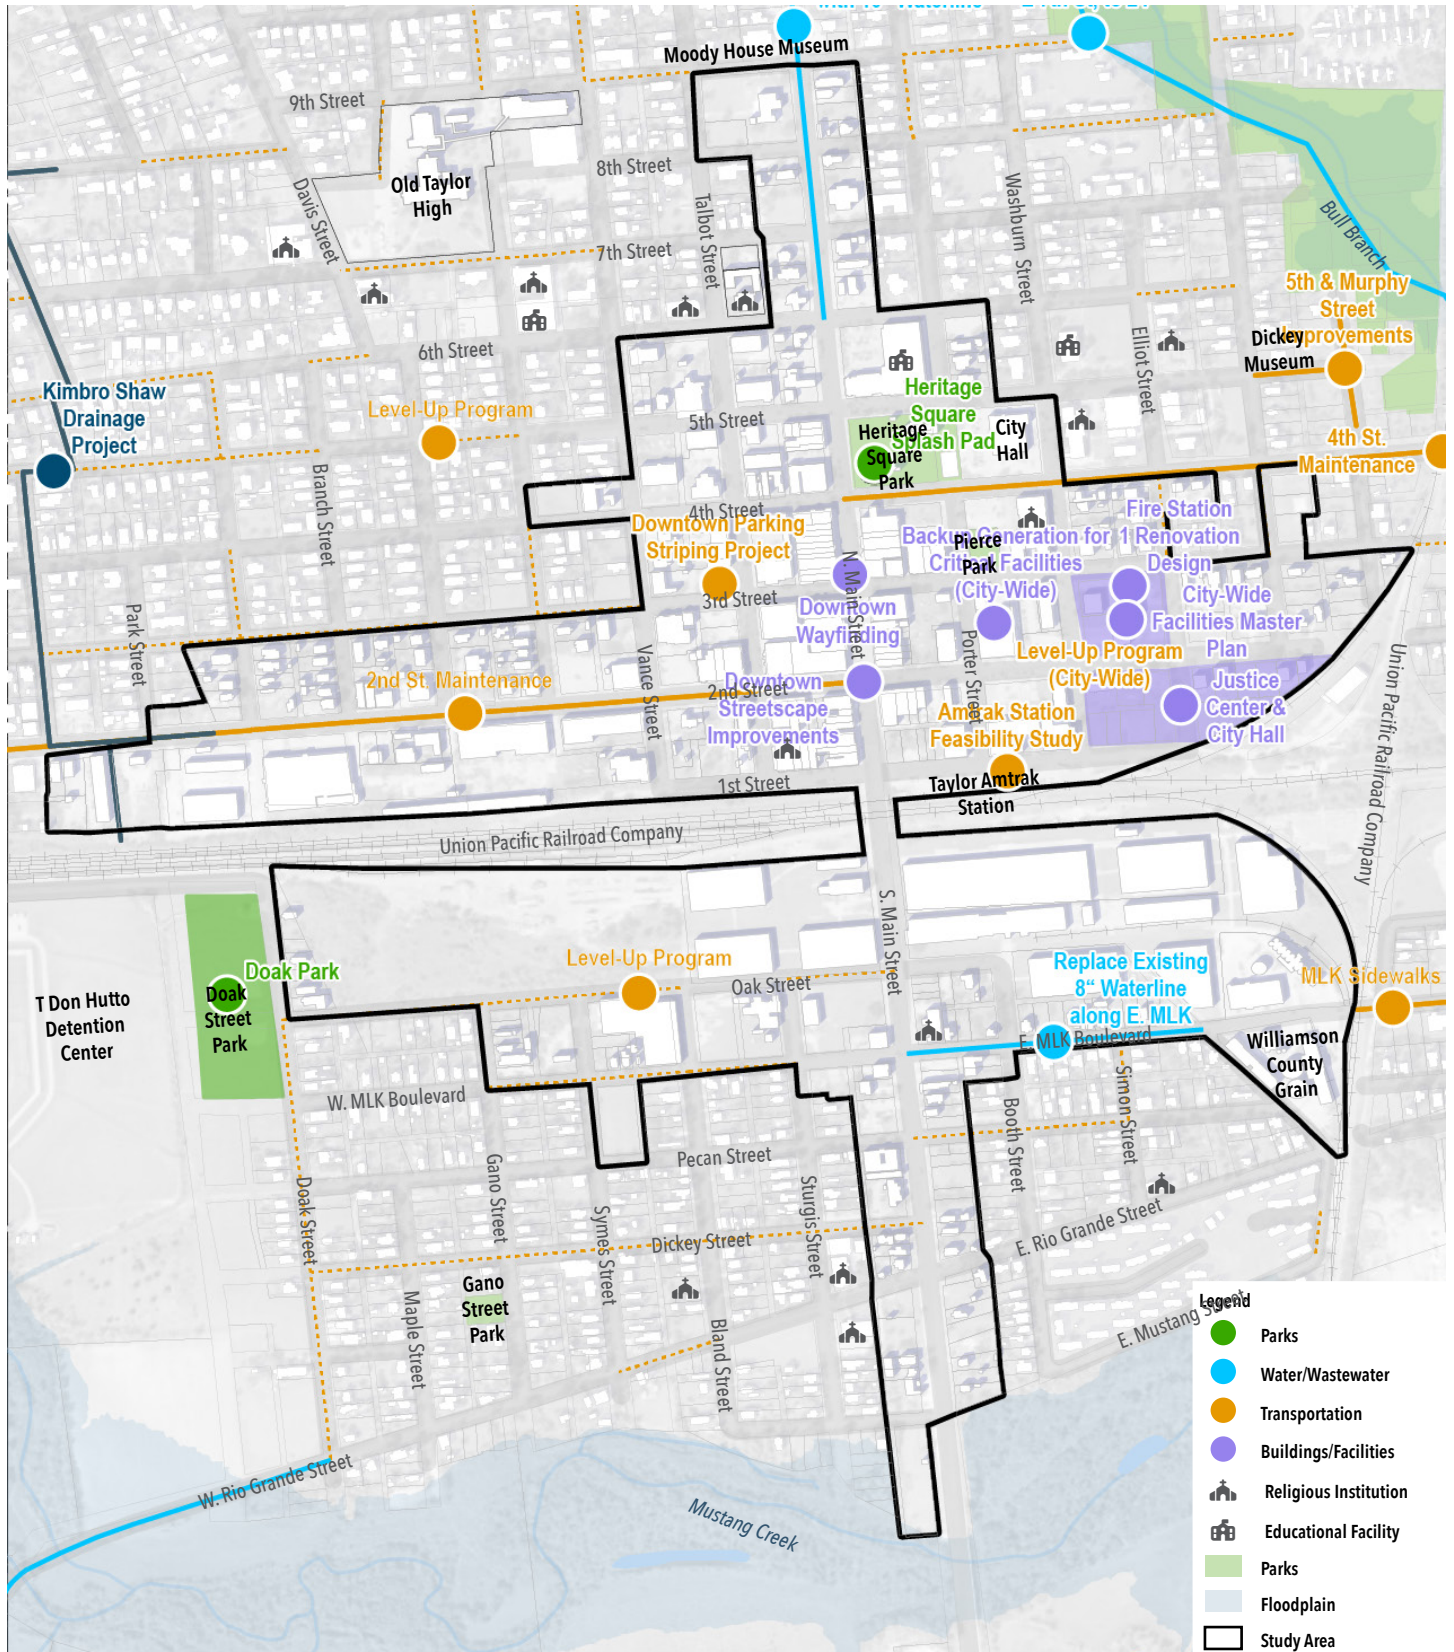 Moody House Museum
9th Street
8th Street
Old Taylor
High
Davis Street
Talbot Street
Washburn Street
7th Street
Bull Branch
6th Street
5th & Murphy
Street
Improvements
Dickey
Museum
Elliot Street
Kimbro Shaw
Drainage
Project
Level-Up Program
5th Street
Heritage
Square
Splash Pad
Heritage
Square
Park
City
Hall
4th St.
Maintenance
Branch Street
4th Street
Downtown Parking
Striping Project
Fire Station
1 Renovation
Design
Backup Generation for
Critical Facilities
(City-Wide)
Pierce
Park
N. Main Street
3rd Street
Downtown
Wayfinding
City-Wide
Facilities Master
Plan
Park Street
Vance Street
Porter Street
Level-Up Program
(City-Wide)
Union Pacific Railroad Company
2nd St. Maintenance
2nd Street
Downtown
Streetscape
Improvements
Justice
Center &
City Hall
Amtrak Station
Feasibility Study
Taylor Amtrak
Station
1st Street
Union Pacific Railroad Company
S. Main Street
Doak Park
Doak
Street
Park
T Don Hutto
Detention
Center
Level-Up Program
Oak Street
Replace Existing
8“ Waterline
along E. MLK
MLK Sidewalks
E. MLK Boulevard
Williamson
County
Grain
W. MLK Boulevard
Simon Street
Booth Street
Pecan Street
Doak Street
Gano Street
Symes Street
Sturgis Street
Dickey Street
E. Rio Grande Street
Gano
Street
Park
Maple Street
Bland Street
E. Mustang Street
W. Rio Grande Street
Mustang Creek
Legend
Parks
Water/Wastewater
Transportation
Buildings/Facilities
Religious Institution
Educational Facility
Parks
Floodplain
Study Area